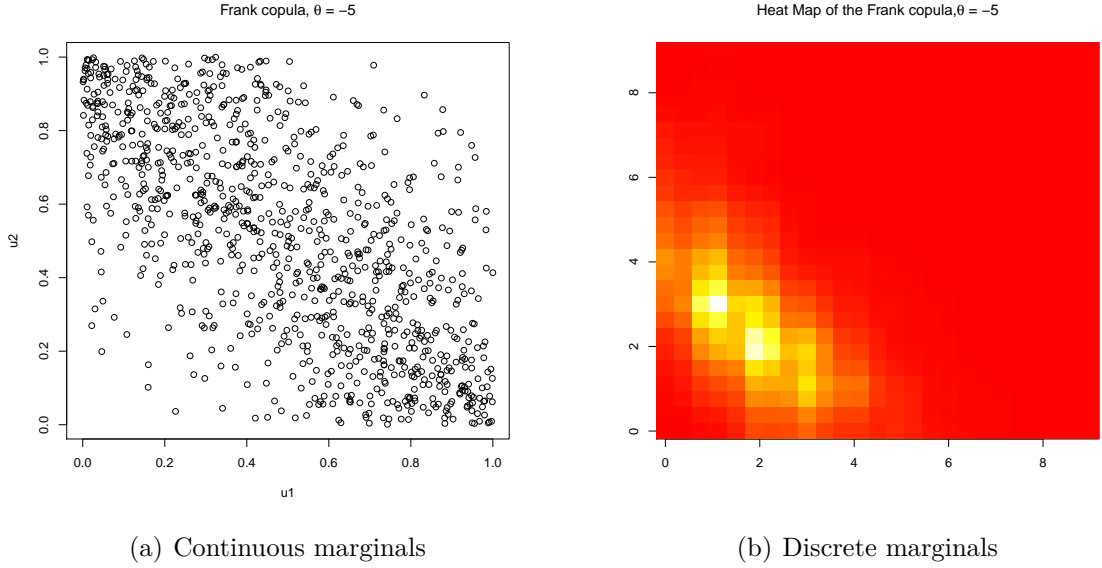 Frank copula, θ = −5
1.0
0.8
0.6
0.4
0.2
0.0
u2
0.0 0.2 0.4 0.6 0.8 1.0
u1
(a) Continuous marginals
Heat Map of the Frank copula,θ = −5
8
6
4
2
0
0 2 4 6 8
(b) Discrete marginals